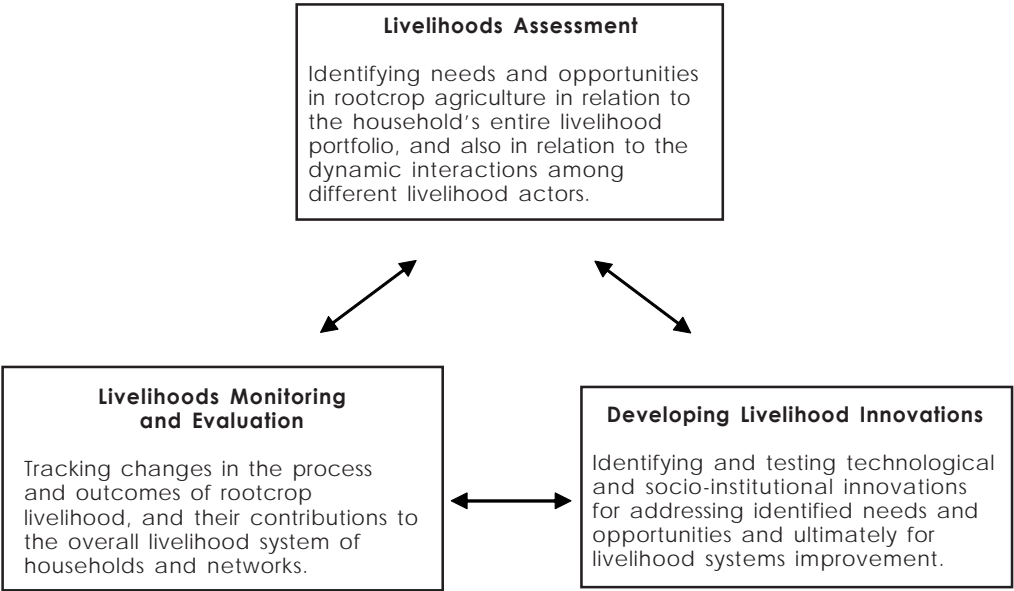 Livelihoods Assessment
Identifying needs and opportunities
in rootcrop agriculture in relation to
the household's entire livelihood
portfolio, and also in relation to the
dynamic interactions among
different livelihood actors.
Livelihoods Monitoring
and Evaluation
Tracking changes in the process
and outcomes of rootcrop
livelihood, and their contributions to
the overall livelihood system of
households and networks.
Developing Livelihood Innovations
Identifying and testing technological
and socio-institutional innovations
for addressing identified needs and
opportunities and ultimately for
livelihood systems improvement.